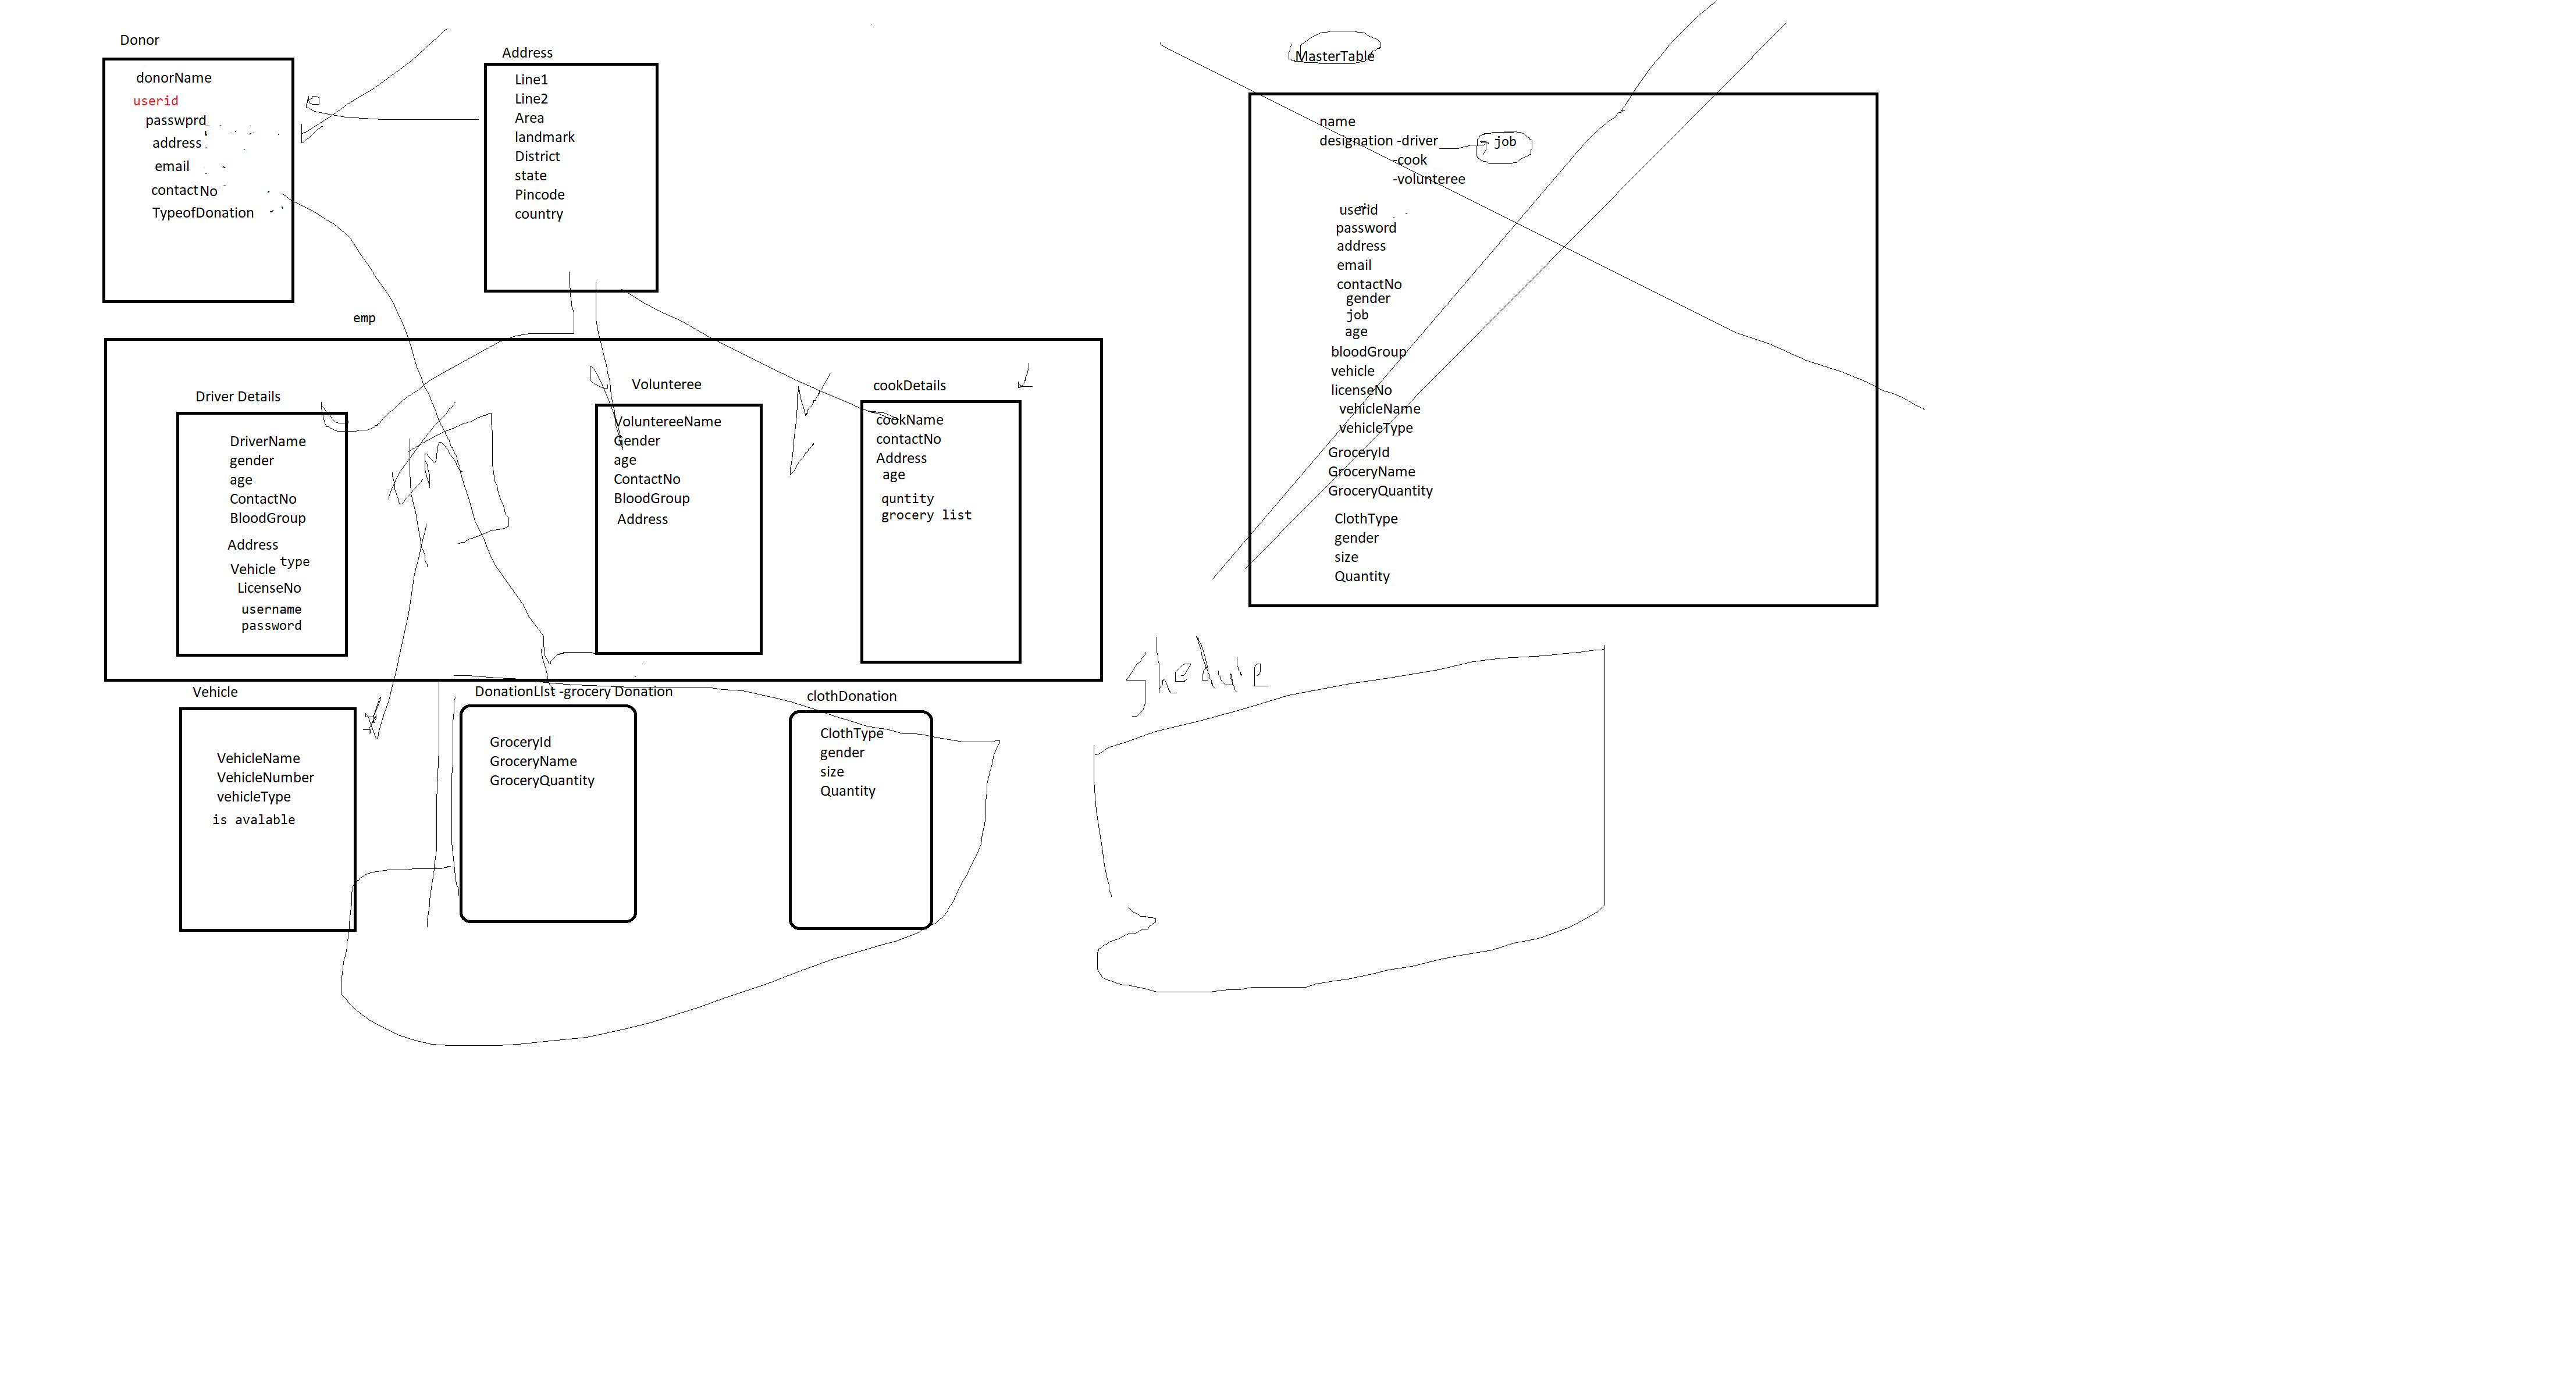 Donor
donorName
userid
passwprd
address
email
contact No
TypeofDonation
Address
Line1
Line2
Area
landmark
District
state
Pincode
country
MasterTable
name
designation -driver
job
-cook
-volunteree
userid
password
address
email
contactNo
gender
job
age
bloodGroup
vehicle
licenseNo
vehicleName
vehicleType
GroceryId
GroceryName
GroceryQuantity
ClothType
gender
size
Quantity
emp
Driver Details
DriverName
gender
age
ContactNo
BloodGroup
Address
Vehicle type
LicenseNo
username
password
Volunteree
VoluntereeName
Gender
age
ContactNo
BloodGroup
Address
cookDetails
cookName
contactNo
Address
age
quntity
grocery list
Vehicle
VehicleName
VehicleNumber
vehicleType
is avalable
DonationLIst -grocery Donation
GroceryId
GroceryName
GroceryQuantity
clothDonation
ClothType
gender
size
Quantity
shedule